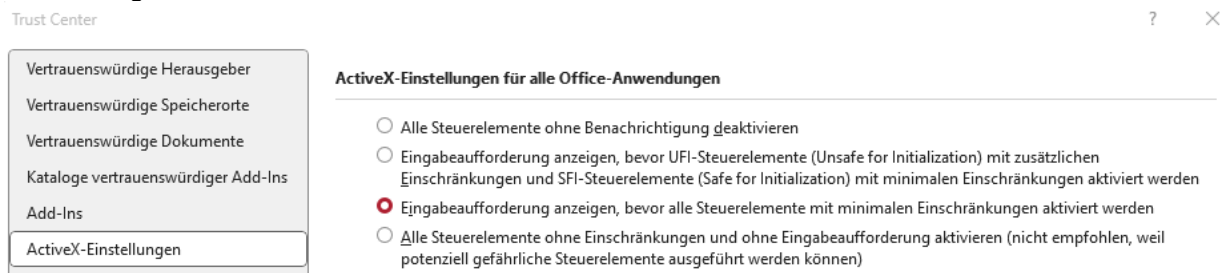 Trust Center
?
×
Vertrauenswürdige Herausgeber
Vertrauenswürdige Speicherorte
Vertrauenswürdige Dokumente
Kataloge vertrauenswürdiger Add-Ins
Add-Ins
ActiveX-Einstellungen
ActiveX-Einstellungen für alle Office-Anwendungen
Alle Steuerelemente ohne Benachrichtigung deaktivieren
Eingabeaufforderung anzeigen, bevor UFI-Steuerelemente (Unsafe for Initialization) mit zusätzlichen
Einschränkungen und SFI-Steuerelemente (Safe for Initialization) mit minimalen Einschränkungen aktiviert werden
Eingabeaufforderung anzeigen, bevor alle Steuerelemente mit minimalen Einschränkungen aktiviert werden
Alle Steuerelemente ohne Einschränkungen und ohne Eingabeaufforderung aktivieren (nicht empfohlen, weil
potenziell gefährliche Steuerelemente ausgeführt werden können)